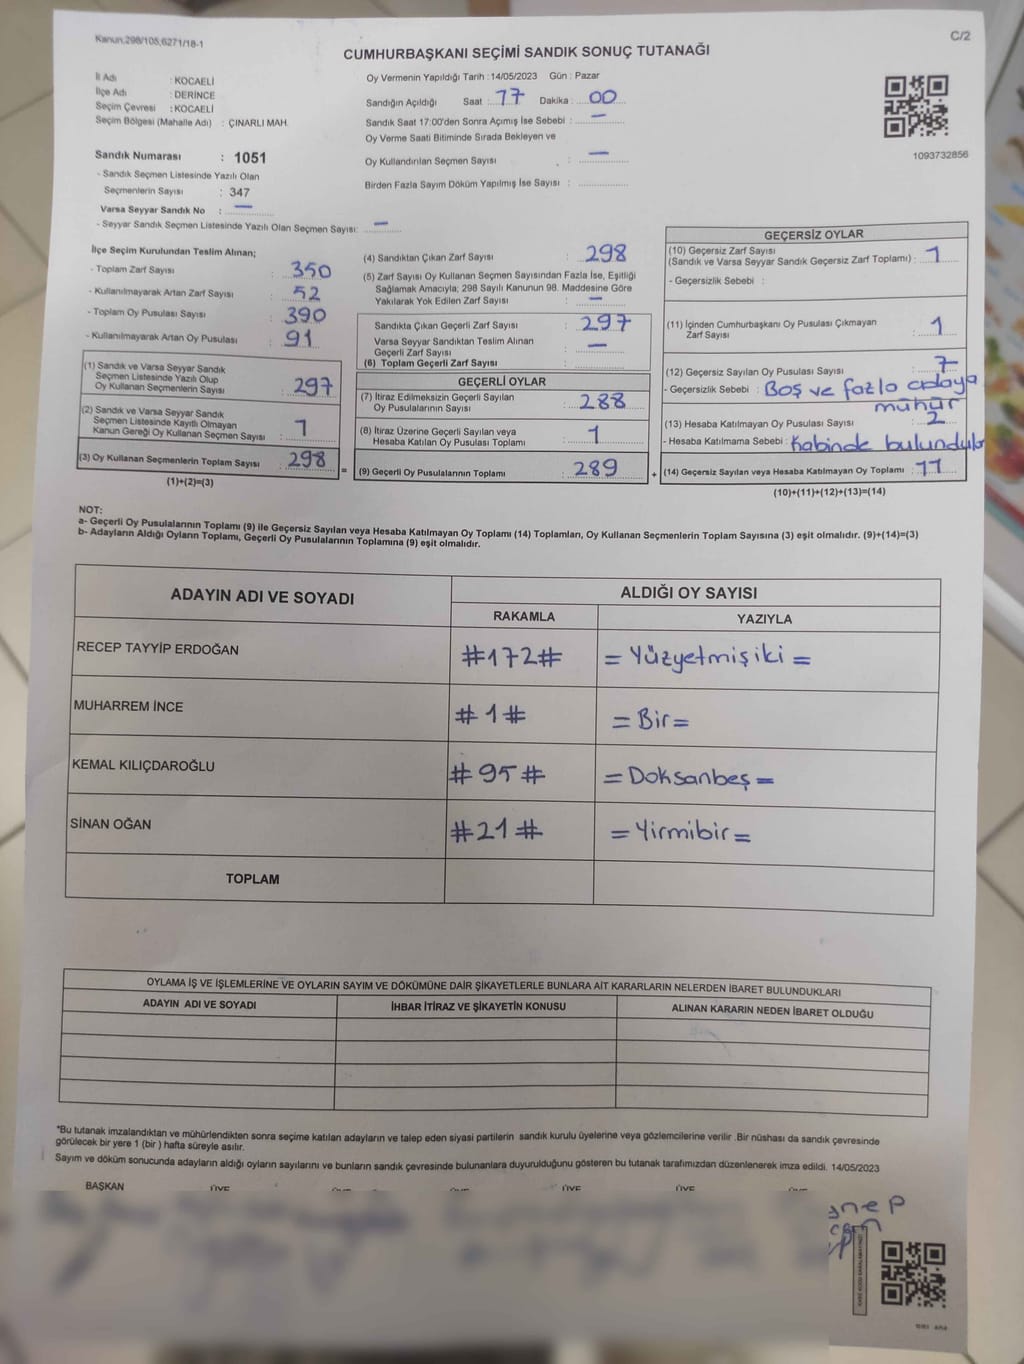 Kanun:298/105,6271/18-1
C/2
CUMHURBAŞKANI SEÇİMİ SANDIK SONUÇ TUTANAĞI
İl Adı : KOCAELİ
İlçe Adı : DERİNCE
Seçim Çevresi : KOCAELİ
Seçim Bölgesi (Mahalle Adı) : ÇINARLI MAH.
Sandık Numarası : 1051
- Sandık Seçmen Listesinde Yazılı Olan
Seçmenlerin Sayısı : 347
Varsa Seyyar Sandık No : —
- Seyyar Sandık Seçmen Listesinde Yazılı Olan Seçmen Sayısı: —
Oy Vermenin Yapıldığı Tarih :14/05/2023 Gün : Pazar
Sandığın Açıldığı Saat : 17 Dakika : 00
Sandık Saat 17:00'den Sonra Açımış İse Sebebi : —
Oy Verme Saati Bitiminde Sırada Bekleyen ve
Oy Kullandırılan Seçmen Sayısı : —
Birden Fazla Sayım Döküm Yapılmış İse Sayısı :
1093732856
İlçe Seçim Kurulundan Teslim Alınan;
- Toplam Zarf Sayısı : 350
- Kullanılmayarak Artan Zarf Sayısı : 52
- Toplam Oy Pusulası Sayısı : 390
- Kullanılmayarak Artan Oy Pusulası : 91
(1) Sandık ve Varsa Seyyar Sandık
Seçmen Listesinde Yazılı Olup
Oy Kullanan Seçmenlerin Sayısı : 297
(2) Sandık ve Varsa Seyyar Sandık
Seçmen Listesinde Kayıtlı Olmayan
Kanun Gereği Oy Kullanan Seçmen Sayısı : 1
(3) Oy Kullanan Seçmenlerin Toplam Sayısı : 298
(1)+(2)=(3)
=
(4) Sandıktan Çıkan Zarf Sayısı : 298
(5) Zarf Sayısı Oy Kullanan Seçmen Sayısından Fazla İse, Eşitliği
Sağlamak Amacıyla; 298 Sayılı Kanunun 98. Maddesine Göre
Yakılarak Yok Edilen Zarf Sayısı : —
Sandıkta Çıkan Geçerli Zarf Sayısı : 297
Varsa Seyyar Sandıktan Teslim Alınan
Geçerli Zarf Sayısı : —
(6) Toplam Geçerli Zarf Sayısı :
GEÇERLİ OYLAR
(7) İtiraz Edilmeksizin Geçerli Sayılan
Oy Pusulalarının Sayısı : 288
(8) İtiraz Üzerine Geçerli Sayılan veya
Hesaba Katılan Oy Pusulası Toplamı : 1
(9) Geçerli Oy Pusulalarının Toplamı : 289
+
GEÇERSİZ OYLAR
(10) Geçersiz Zarf Sayısı
(Sandık ve Varsa Seyyar Sandık Geçersiz Zarf Toplamı) : 1
- Geçersizlik Sebebi :
(11) İçinden Cumhurbaşkanı Oy Pusulası Çıkmayan
Zarf Sayısı : 1
(12) Geçersiz Sayılan Oy Pusulası Sayısı : 7
- Geçersizlik Sebebi : Boş ve fazla adaya
mühür
(13) Hesaba Katılmayan Oy Pusulası Sayısı : 2
- Hesaba Katılmama Sebebi : Kabinde bulundular
(14) Geçersiz Sayılan veya Hesaba Katılmayan Oy Toplamı : 11
(10)+(11)+(12)+(13)=(14)
NOT:
a- Geçerli Oy Pusulalarının Toplamı (9) ile Geçersiz Sayılan veya Hesaba Katılmayan Oy Toplamı (14) Toplamları, Oy Kullanan Seçmenlerin Toplam Sayısına (3) eşit olmalıdır. (9)+(14)=(3)
b- Adayların Aldığı Oyların Toplamı, Geçerli Oy Pusulalarının Toplamına (9) eşit olmalıdır.
ADAYIN ADI VE SOYADI
ALDIĞI OY SAYISI
RAKAMLA YAZIYLA
RECEP TAYYİP ERDOĞAN #172# = Yüzyetmişiki =
MUHARREM İNCE #1# = Bir =
KEMAL KILIÇDAROĞLU #95# = Doksanbeş =
SİNAN OĞAN #21# = Yirmibir =
TOPLAM
OYLAMA İŞ VE İŞLEMLERİNE VE OYLARIN SAYIM VE DÖKÜMÜNE DAİR ŞİKAYETLERLE BUNLARA AİT KARARLARIN NELERDEN İBARET BULUNDUKLARI
ADAYIN ADI VE SOYADI İHBAR İTİRAZ VE ŞİKAYETİN KONUSU ALINAN KARARIN NEDEN İBARET OLDUĞU
*Bu tutanak imzalandıktan ve mühürlendikten sonra seçime katılan adayların ve talep eden siyasi partilerin sandık kurulu üyelerine veya gözlemcilerine verilir .Bir nüshası da sandık çevresinde
görülecek bir yere 1 (bir ) hafta süreyle asılır.
Sayım ve döküm sonucunda adayların aldığı oyların sayılarını ve bunların sandık çevresinde bulunanlara duyurulduğunu gösteren bu tutanak tarafımızdan düzenlenerek imza edildi. 14/05/2023
BAŞKAN ÜYE ÜYE ÜYE ÜYE ÜYE